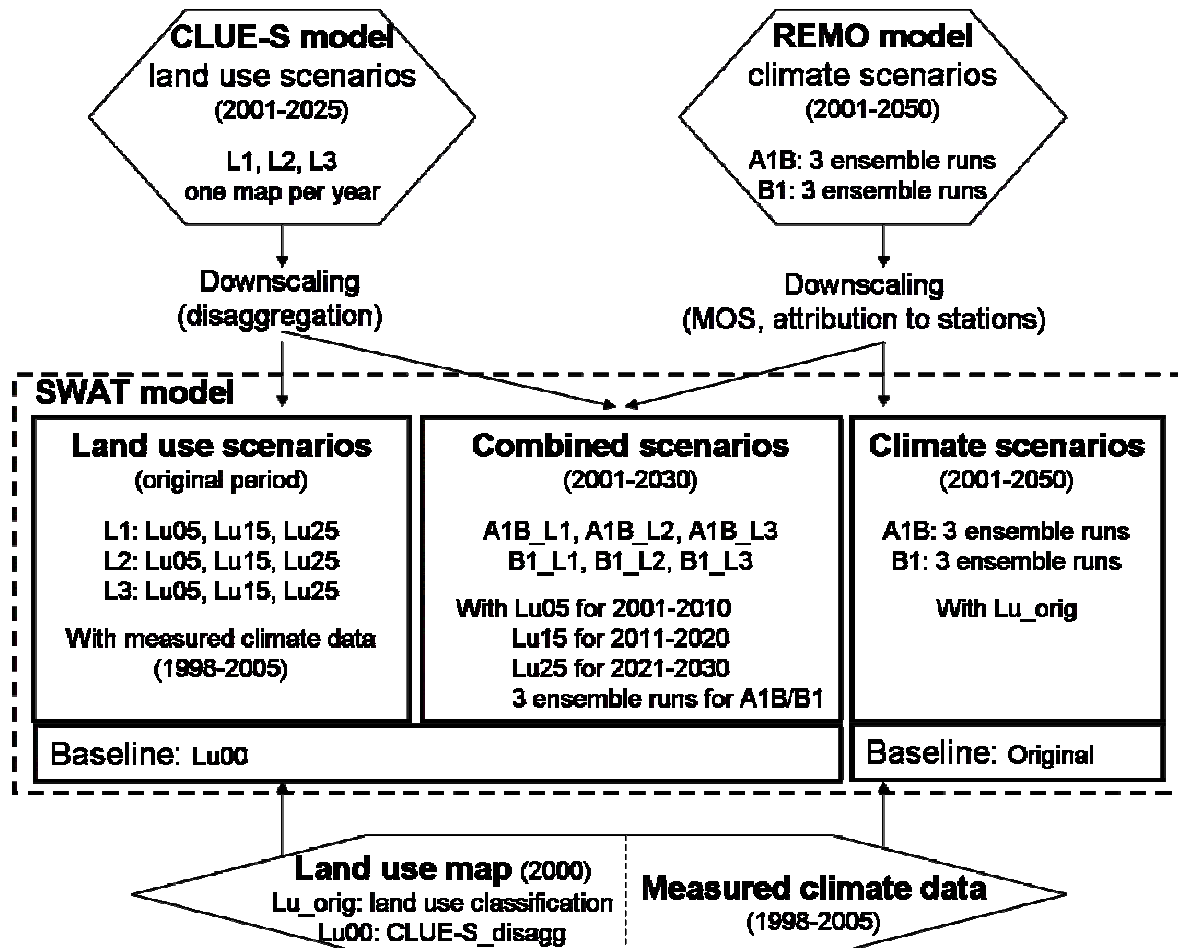 CLUE-S model
land use scenarios
(2001-2025)
L1, L2, L3
one map per year
REMO model
climate scenarios
(2001-2050)
A1B: 3 ensemble runs
B1: 3 ensemble runs
Downscaling
(disaggregation)
Downscaling
(MOS, attribution to stations)
SWAT model
Land use scenarios
(original period)
L1: Lu05, Lu15, Lu25
L2: Lu05, Lu15, Lu25
L3: Lu05, Lu15, Lu25
With measured climate data
(1998-2005)
Combined scenarios
(2001-2030)
A1B_L1, A1B_L2, A1B_L3
B1_L1, B1_L2, B1_L3
With Lu05 for 2001-2010
Lu15 for 2011-2020
Lu25 for 2021-2030
3 ensemble runs for A1B/B1
Climate scenarios
(2001-2050)
A1B: 3 ensemble runs
B1: 3 ensemble runs
With Lu_orig
Baseline: Lu00
Baseline: Original
Land use map (2000)
Lu_orig: land use classification
Lu00: CLUE-S_disagg
Measured climate data
(1998-2005)